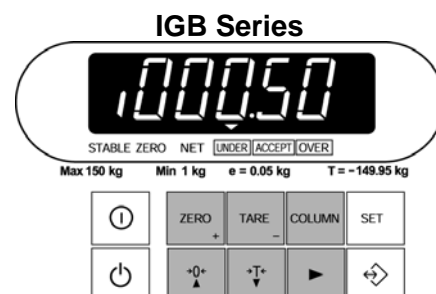 IGB Series
1000.50
STABLE ZERO NET UNDER ACCEPT OVER
Max 150 kg Min 1 kg e = 0.05 kg T = −149.95 kg
ZERO + TARE − COLUMN SET
→0← →T←